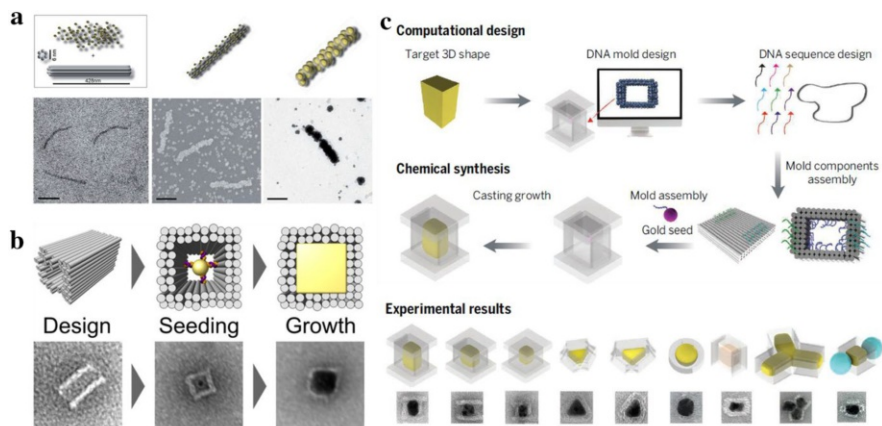 a
428nm
b
Design
Seeding
Growth
c
Computational design
Target 3D shape
DNA mold design
DNA sequence design
Mold components
assembly
Chemical synthesis
Casting growth
Mold assembly
Gold seed
Experimental results